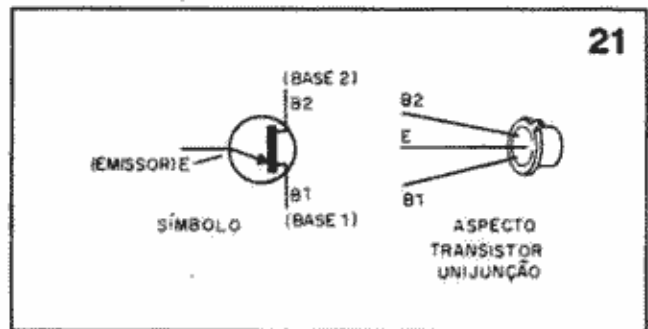 21
(BASE 2)
B2
(EMISSOR) E
B1
(BASE 1)
SÍMBOLO
B2
E
B1
ASPECTO
TRANSISTOR
UNIJUNÇÃO